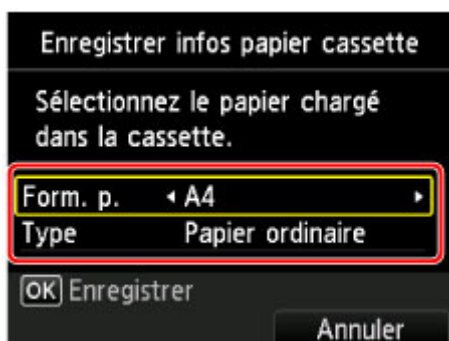 Enregistrer infos papier cassette
Sélectionnez le papier chargé
dans la cassette.
Form. p. A4
Type Papier ordinaire
OK Enregistrer
Annuler